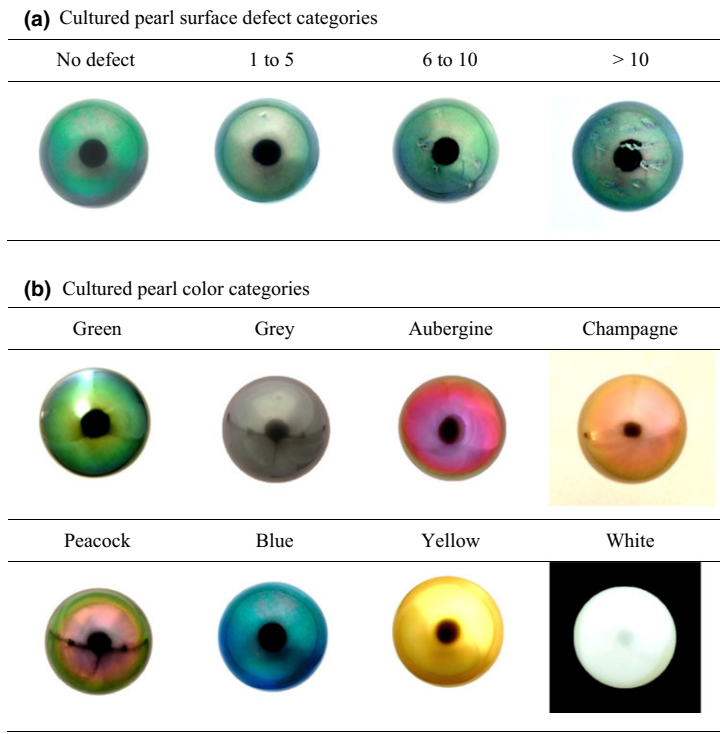 (a) Cultured pearl surface defect categories
No defect 1 to 5 6 to 10 > 10
(b) Cultured pearl color categories
Green Grey Aubergine Champagne
Peacock Blue Yellow White